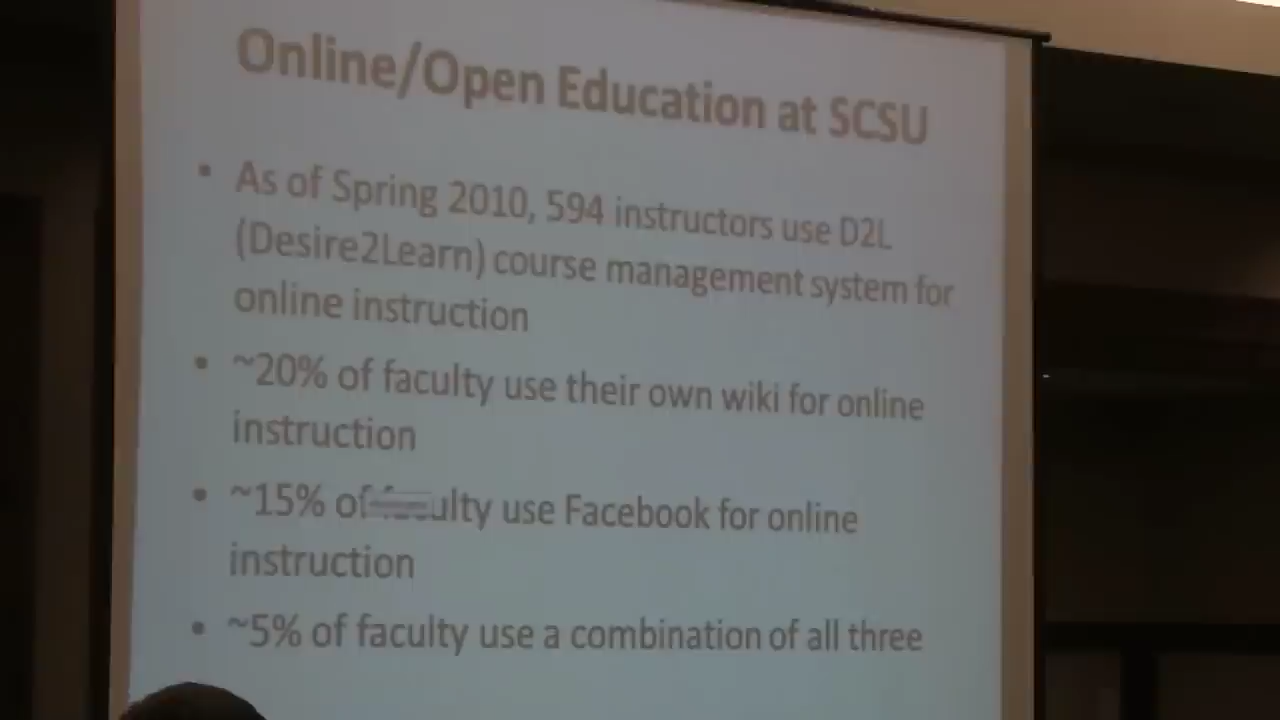 Online/Open Education at SCSU
• As of Spring 2010, 594 instructors use D2L
(Desire2Learn) course management system for
online instruction
• ~20% of faculty use their own wiki for online
instruction
• ~15% of faculty use Facebook for online
instruction
• ~5% of faculty use a combination of all three